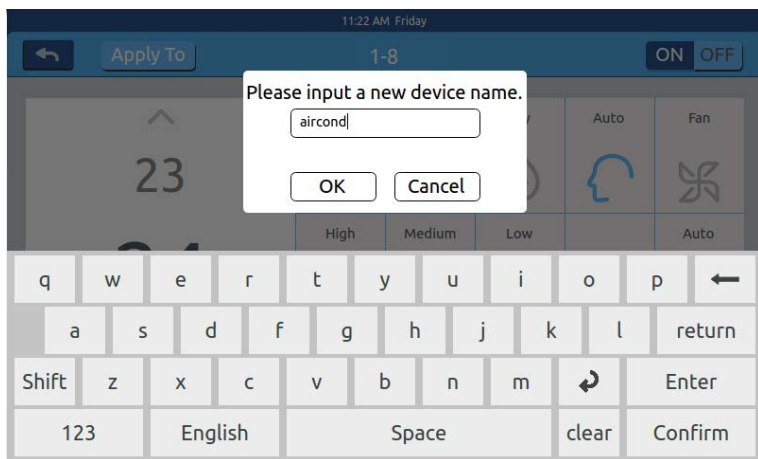 11:22 AM Friday
Apply To
1-8
ON OFF
Please input a new device name.
aircond
Auto
Fan
23
OK
Cancel
High
Medium
Low
Auto
q w e r t y u i o p
a s d f g h j k l return
Shift z x c v b n m Enter
123 English Space clear Confirm